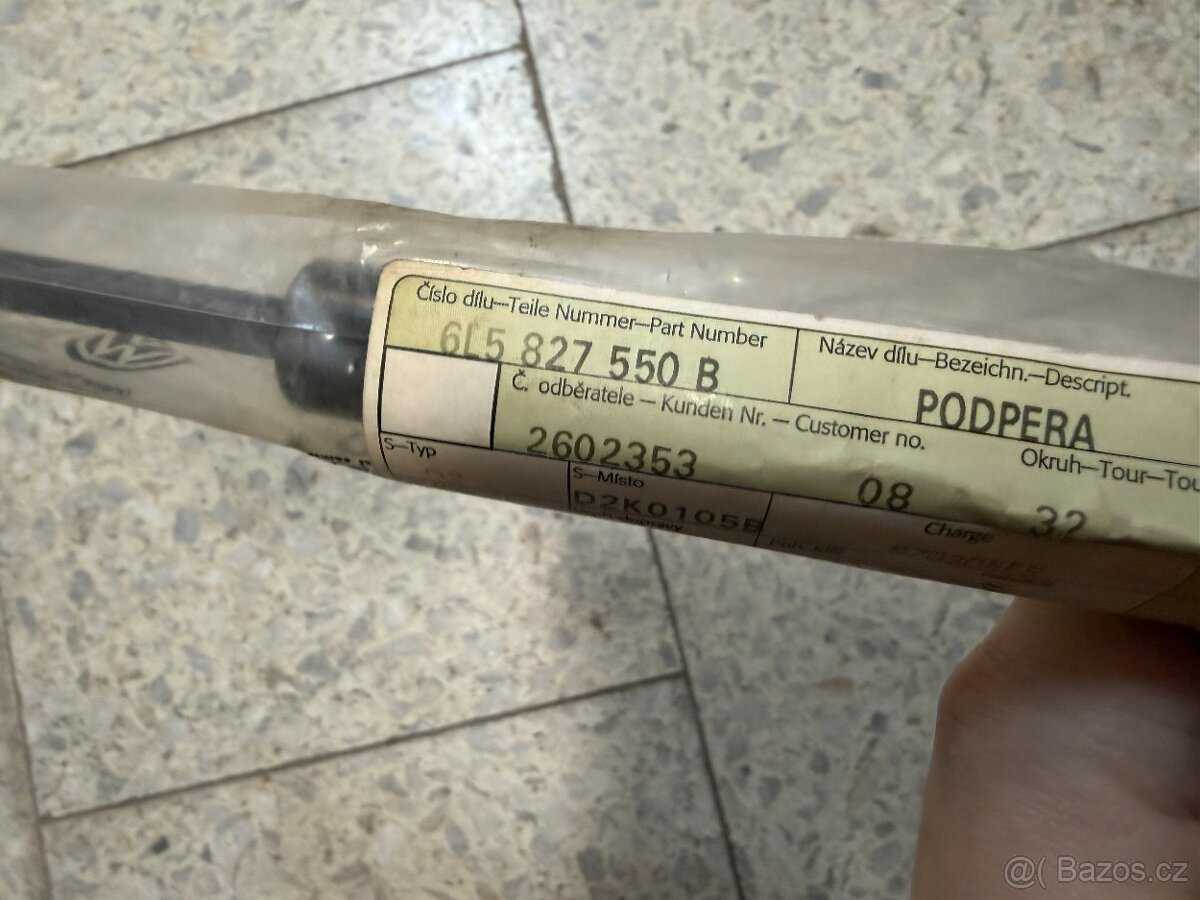 Číslo dílu—Teile Nummer—Part Number
6L5 827 550 B
Název dílu—Bezeichn.—Descript.
PODPERA
Č. odběratele — Kunden Nr. — Customer no.
2602353
08
Okruh—Tour—Tou
32
S—Typ
S—Místo
D2K0105B
Charge
@( Bazos.cz